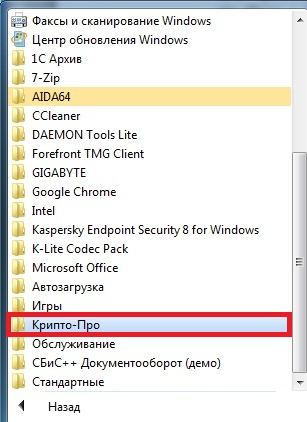 Факсы и сканирование Windows
Центр обновления Windows
1С Архив
7-Zip
AIDA64
CCleaner
DAEMON Tools Lite
Forefront TMG Client
GIGABYTE
Google Chrome
Intel
Kaspersky Endpoint Security 8 for Windows
K-Lite Codec Pack
Microsoft Office
Автозагрузка
Игры
Крипто-Про
Обслуживание
СБиС++ Документооборот (демо)
Стандартные
Назад